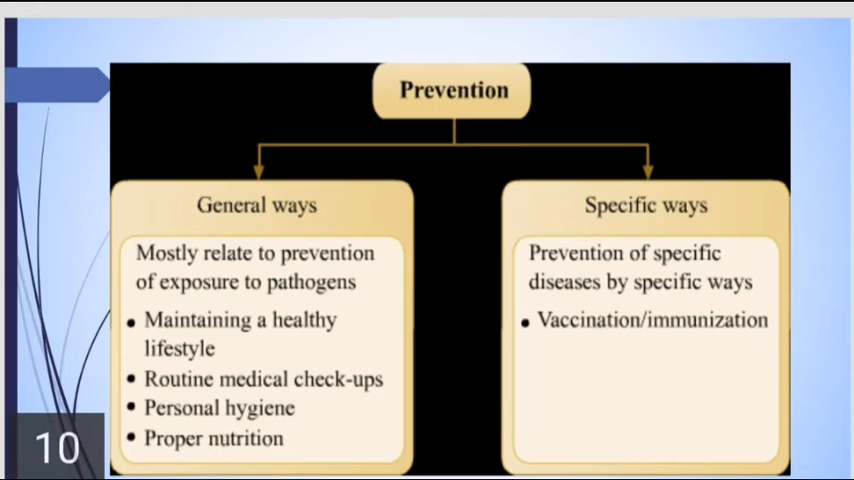 Prevention
General ways
Mostly relate to prevention
of exposure to pathogens
• Maintaining a healthy
lifestyle
• Routine medical check-ups
• Personal hygiene
• Proper nutrition
Specific ways
Prevention of specific
diseases by specific ways
• Vaccination/immunization
10